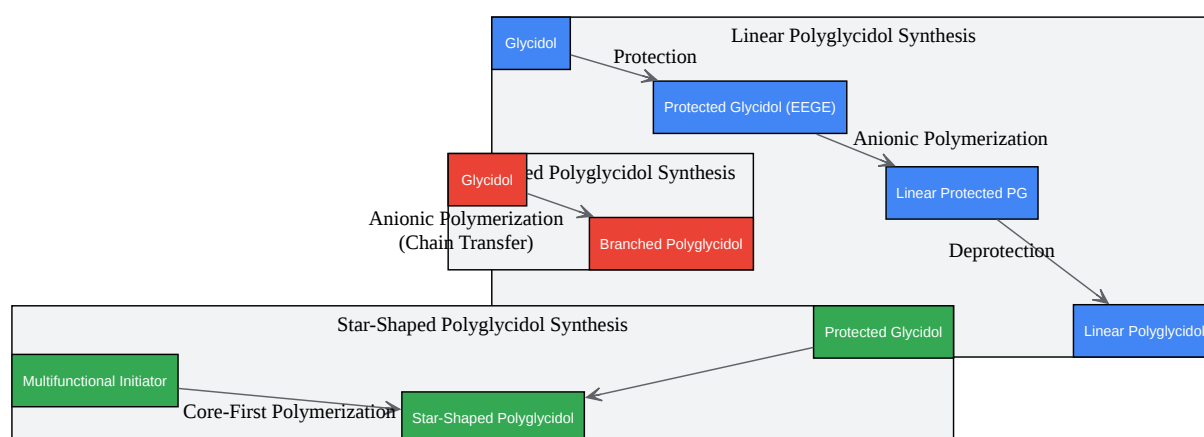 Linear Polyglycidol Synthesis
Glycidol
Protection
Protected Glycidol (EEGE)
Anionic Polymerization
Linear Protected PG
Deprotection
Linear Polyglycidol
Polyglycidol Synthesis
Glycidol
Anionic Polymerization
(Chain Transfer)
Branched Polyglycidol
Star-Shaped Polyglycidol Synthesis
Protected Glycidol
Multifunctional Initiator
Core-First Polymerization
Star-Shaped Polyglycidol